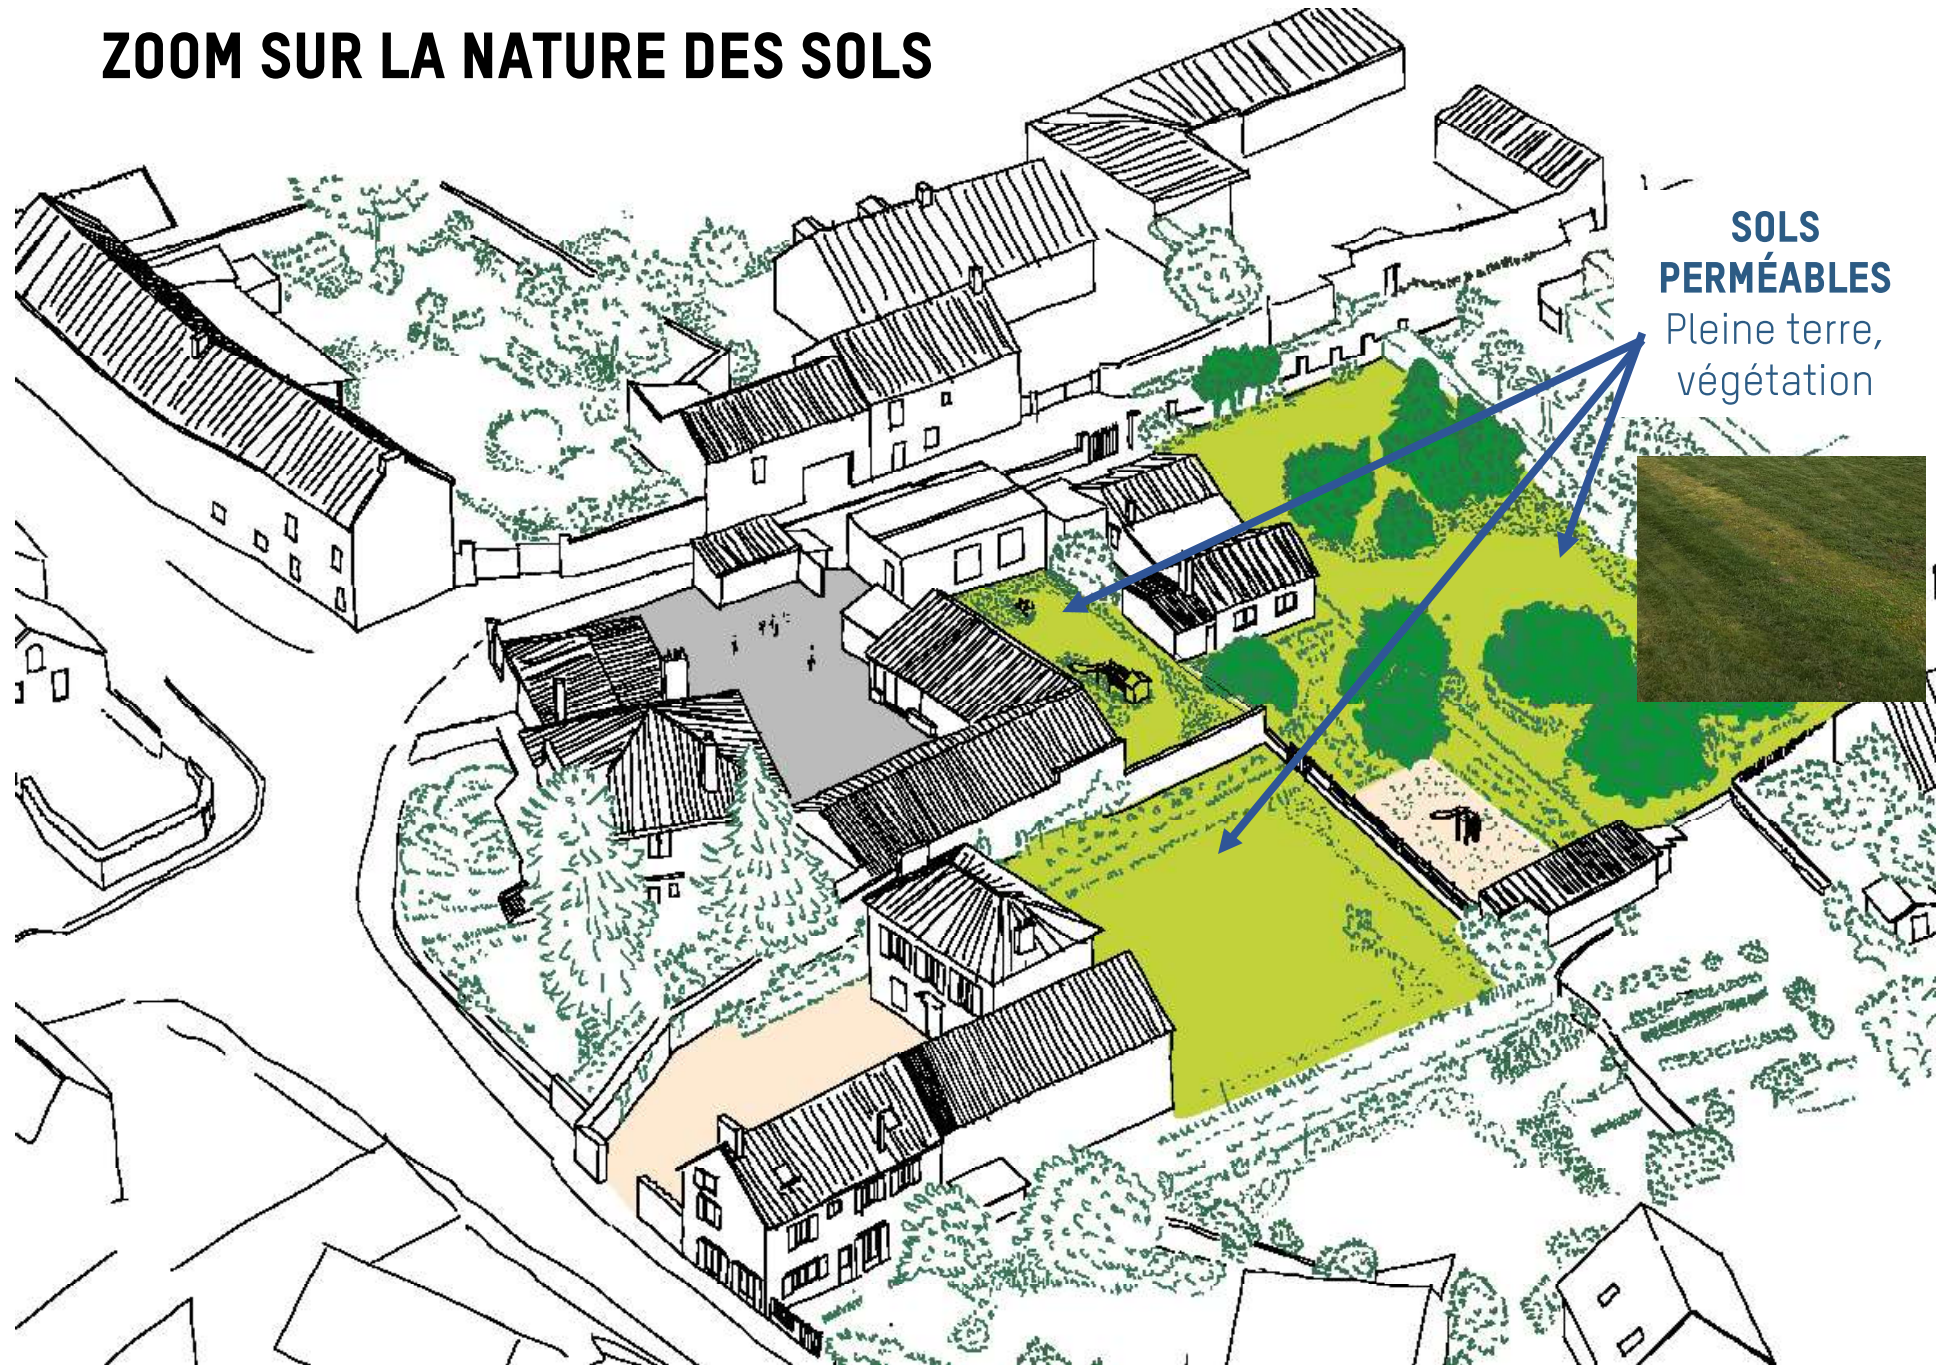 ZOOM SUR LA NATURE DES SOLS
SOLS
PERMÉABLES
Pleine terre,
végétation